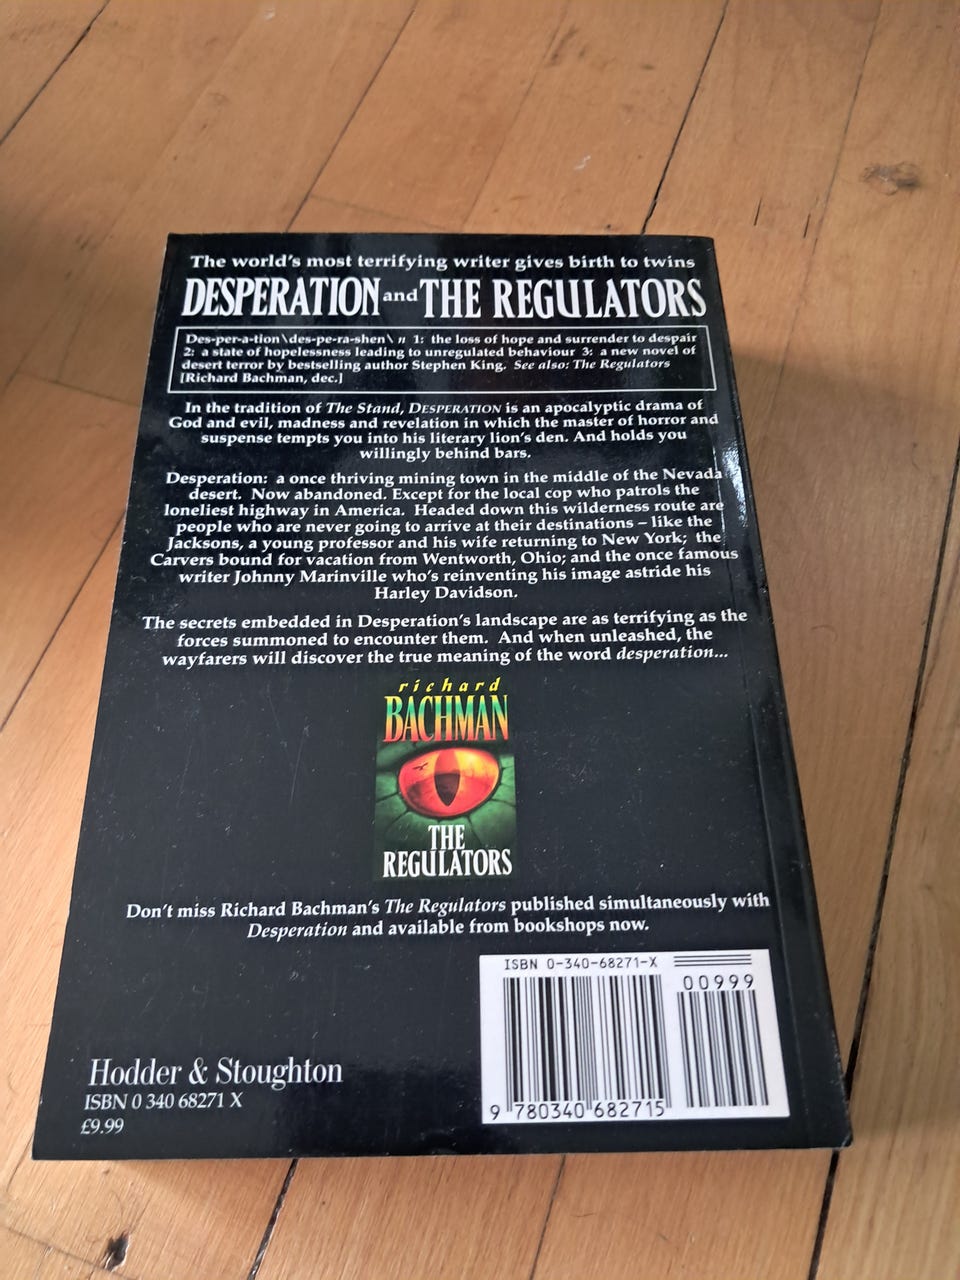 The world's most terrifying writer gives birth to twins
DESPERATION and THE REGULATORS
Des-per-a-tion\des-pe-ra-shen\ n 1: the loss of hope and surrender to despair
2: a state of hopelessness leading to unregulated behaviour 3: a new novel of
desert terror by bestselling author Stephen King. See also: The Regulators
[Richard Bachman, dec.]
In the tradition of The Stand, DESPERATION is an apocalyptic drama of
God and evil, madness and revelation in which the master of horror and
suspense tempts you into his literary lion's den. And holds you
willingly behind bars.
Desperation: a once thriving mining town in the middle of the Nevada
desert. Now abandoned. Except for the local cop who patrols the
loneliest highway in America. Headed down this wilderness route are
people who are never going to arrive at their destinations – like the
Jacksons, a young professor and his wife returning to New York; the
Carvers bound for vacation from Wentworth, Ohio; and the once famous
writer Johnny Marinville who's reinventing his image astride his
Harley Davidson.
The secrets embedded in Desperation's landscape are as terrifying as the
forces summoned to encounter them. And when unleashed, the
wayfarers will discover the true meaning of the word desperation...
richard
BACHMAN
THE
REGULATORS
Don't miss Richard Bachman's The Regulators published simultaneously with
Desperation and available from bookshops now.
ISBN 0-340-68271-X
00999
9 780340 682715
Hodder & Stoughton
ISBN 0 340 68271 X
£9.99